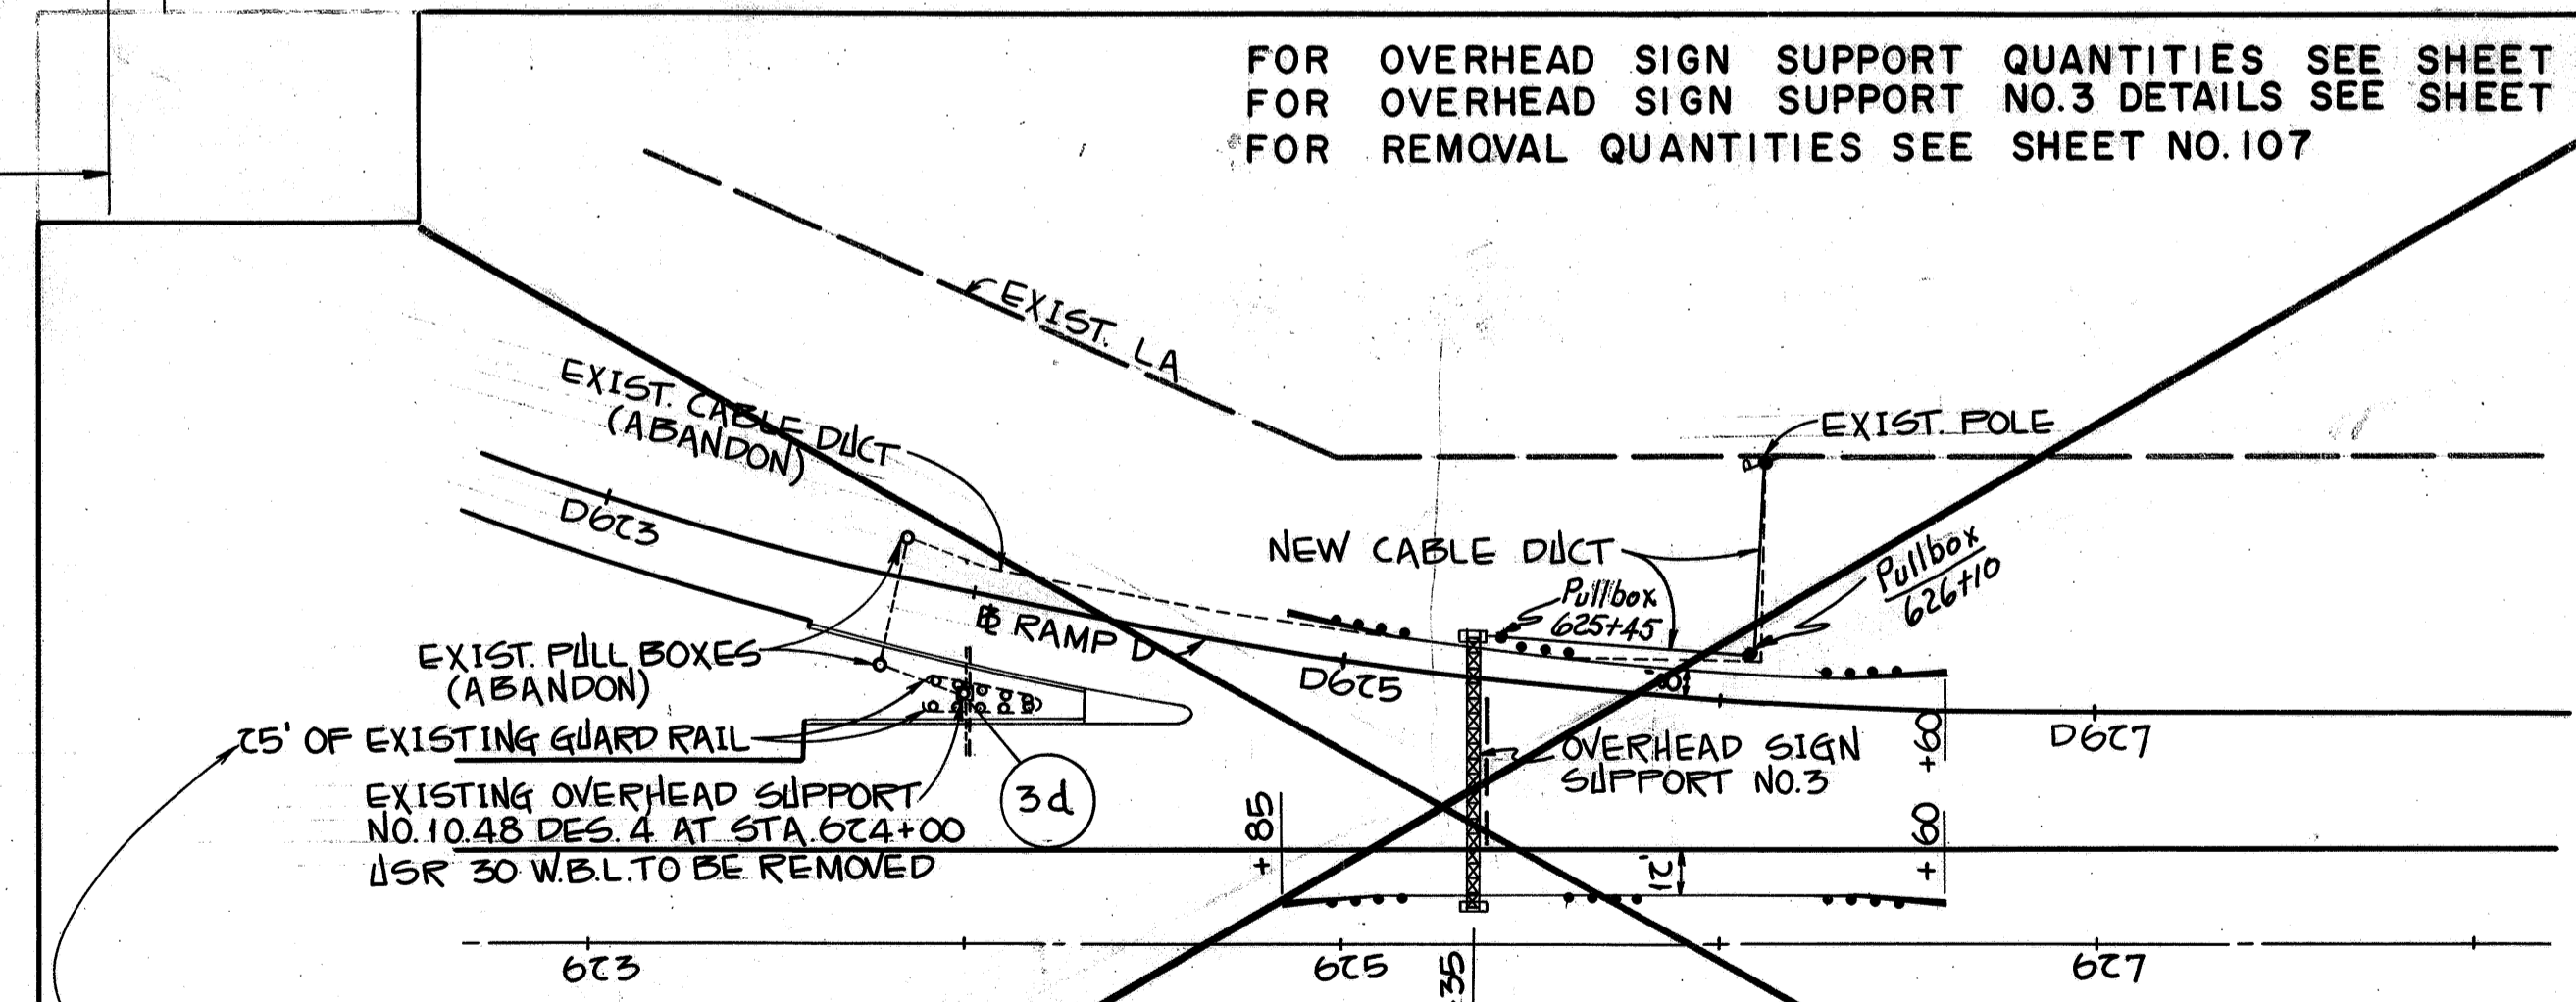 FOR OVERHEAD SIGN SUPPORT QUANTITIES SEE SHEET
FOR OVERHEAD SIGN SUPPORT NO.3 DETAILS SEE SHEET
FOR REMOVAL QUANTITIES SEE SHEET NO.107
EXIST. LA
EXIST. CABLE DUCT
(ABANDON)
EXIST. POLE
D623
NEW CABLE DUCT
Pullbox
626+10
Pullbox
625+45
℄ RAMP D
EXIST. PULL BOXES
(ABANDON)
D625
8'
25' OF EXISTING GUARD RAIL
OVERHEAD SIGN
SUPPORT NO.3
+60
D627
EXISTING OVERHEAD SUPPORT
NO.10.48 DES. 4 AT STA.624+00
USR 30 W.B.L. TO BE REMOVED
3d
+85
12'
+60
623
625
35
627